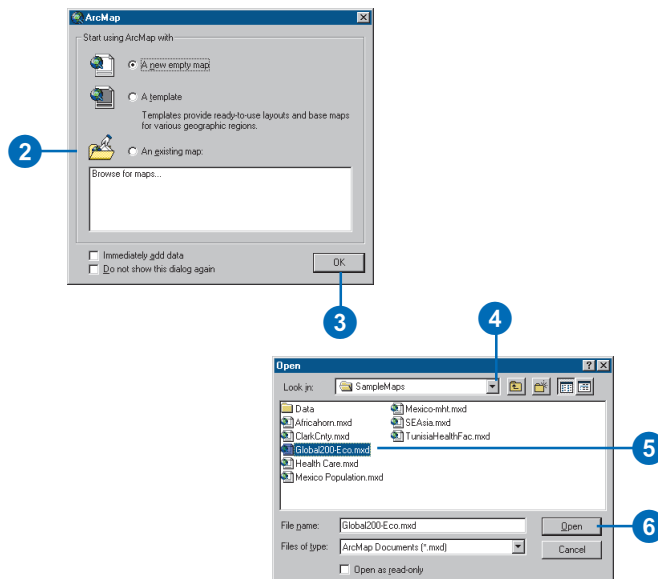 ArcMap
Start using ArcMap with
A new empty map
A template
Templates provide ready-to-use layouts and base maps
for various geographic regions.
2
An existing map:
Browse for maps...
Immediately add data
Do not show this dialog again
OK
3
4
Open
Look in:
SampleMaps
Data
Africahorn.mxd
ClarkCnty.mxd
Global200-Eco.mxd
Health Care.mxd
Mexico Population.mxd
Mexico-mht.mxd
SEAsia.mxd
TunisiaHealthFac.mxd
5
File name:
Global200-Eco.mxd
Open
6
Files of type:
ArcMap Documents (*.mxd)
Cancel
Open as read-only